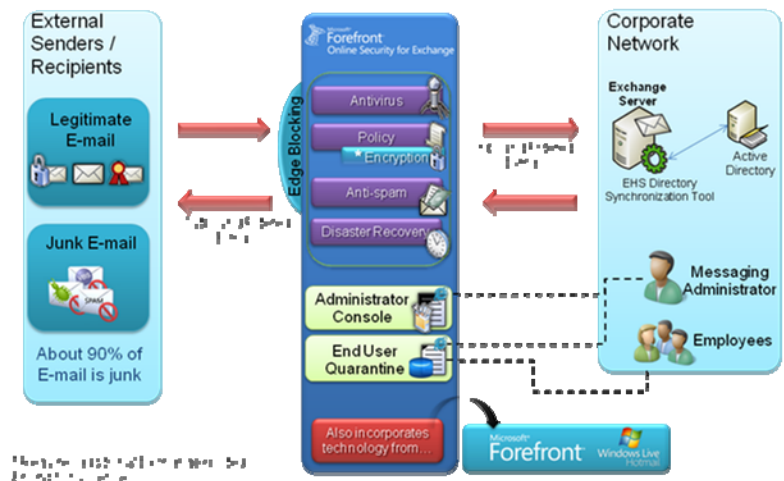 External
Senders /
Recipients
Legitimate
E-mail
Junk E-mail
SPAM
About 90% of
E-mail is junk
Edge Blocking
Microsoft
Forefront
Online Security for Exchange
Antivirus
Policy
* Encryption
Anti-spam
Disaster Recovery
Administrator
Console
End User
Quarantine
Also incorporates
technology from...
Microsoft
Forefront
Windows Live
Hotmail
Corporate
Network
Exchange
Server
Active
Directory
EHS Directory
Synchronization Tool
Messaging
Administrator
Employees